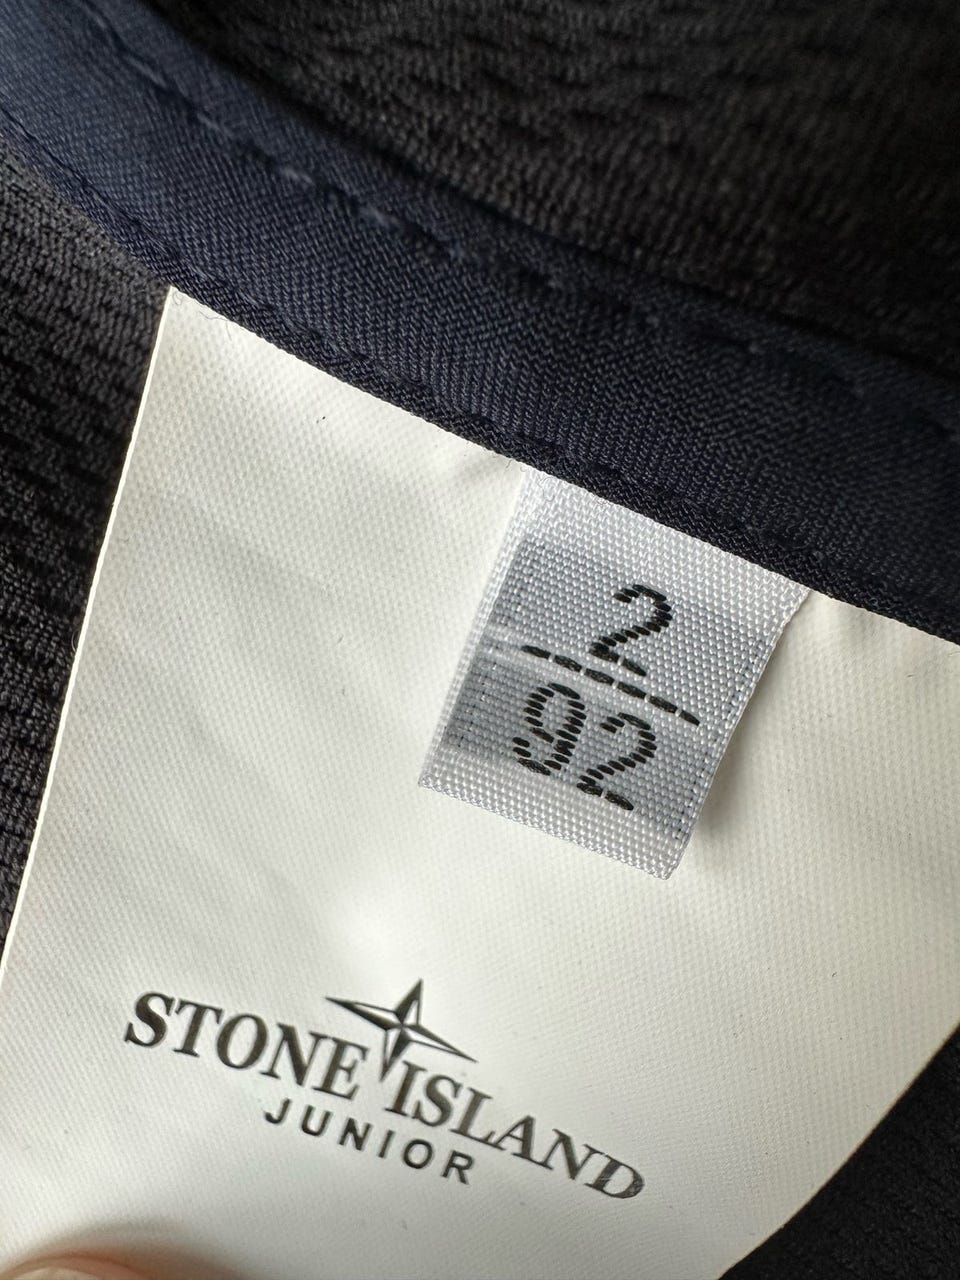 2
92
STONE ISLAND
JUNIOR